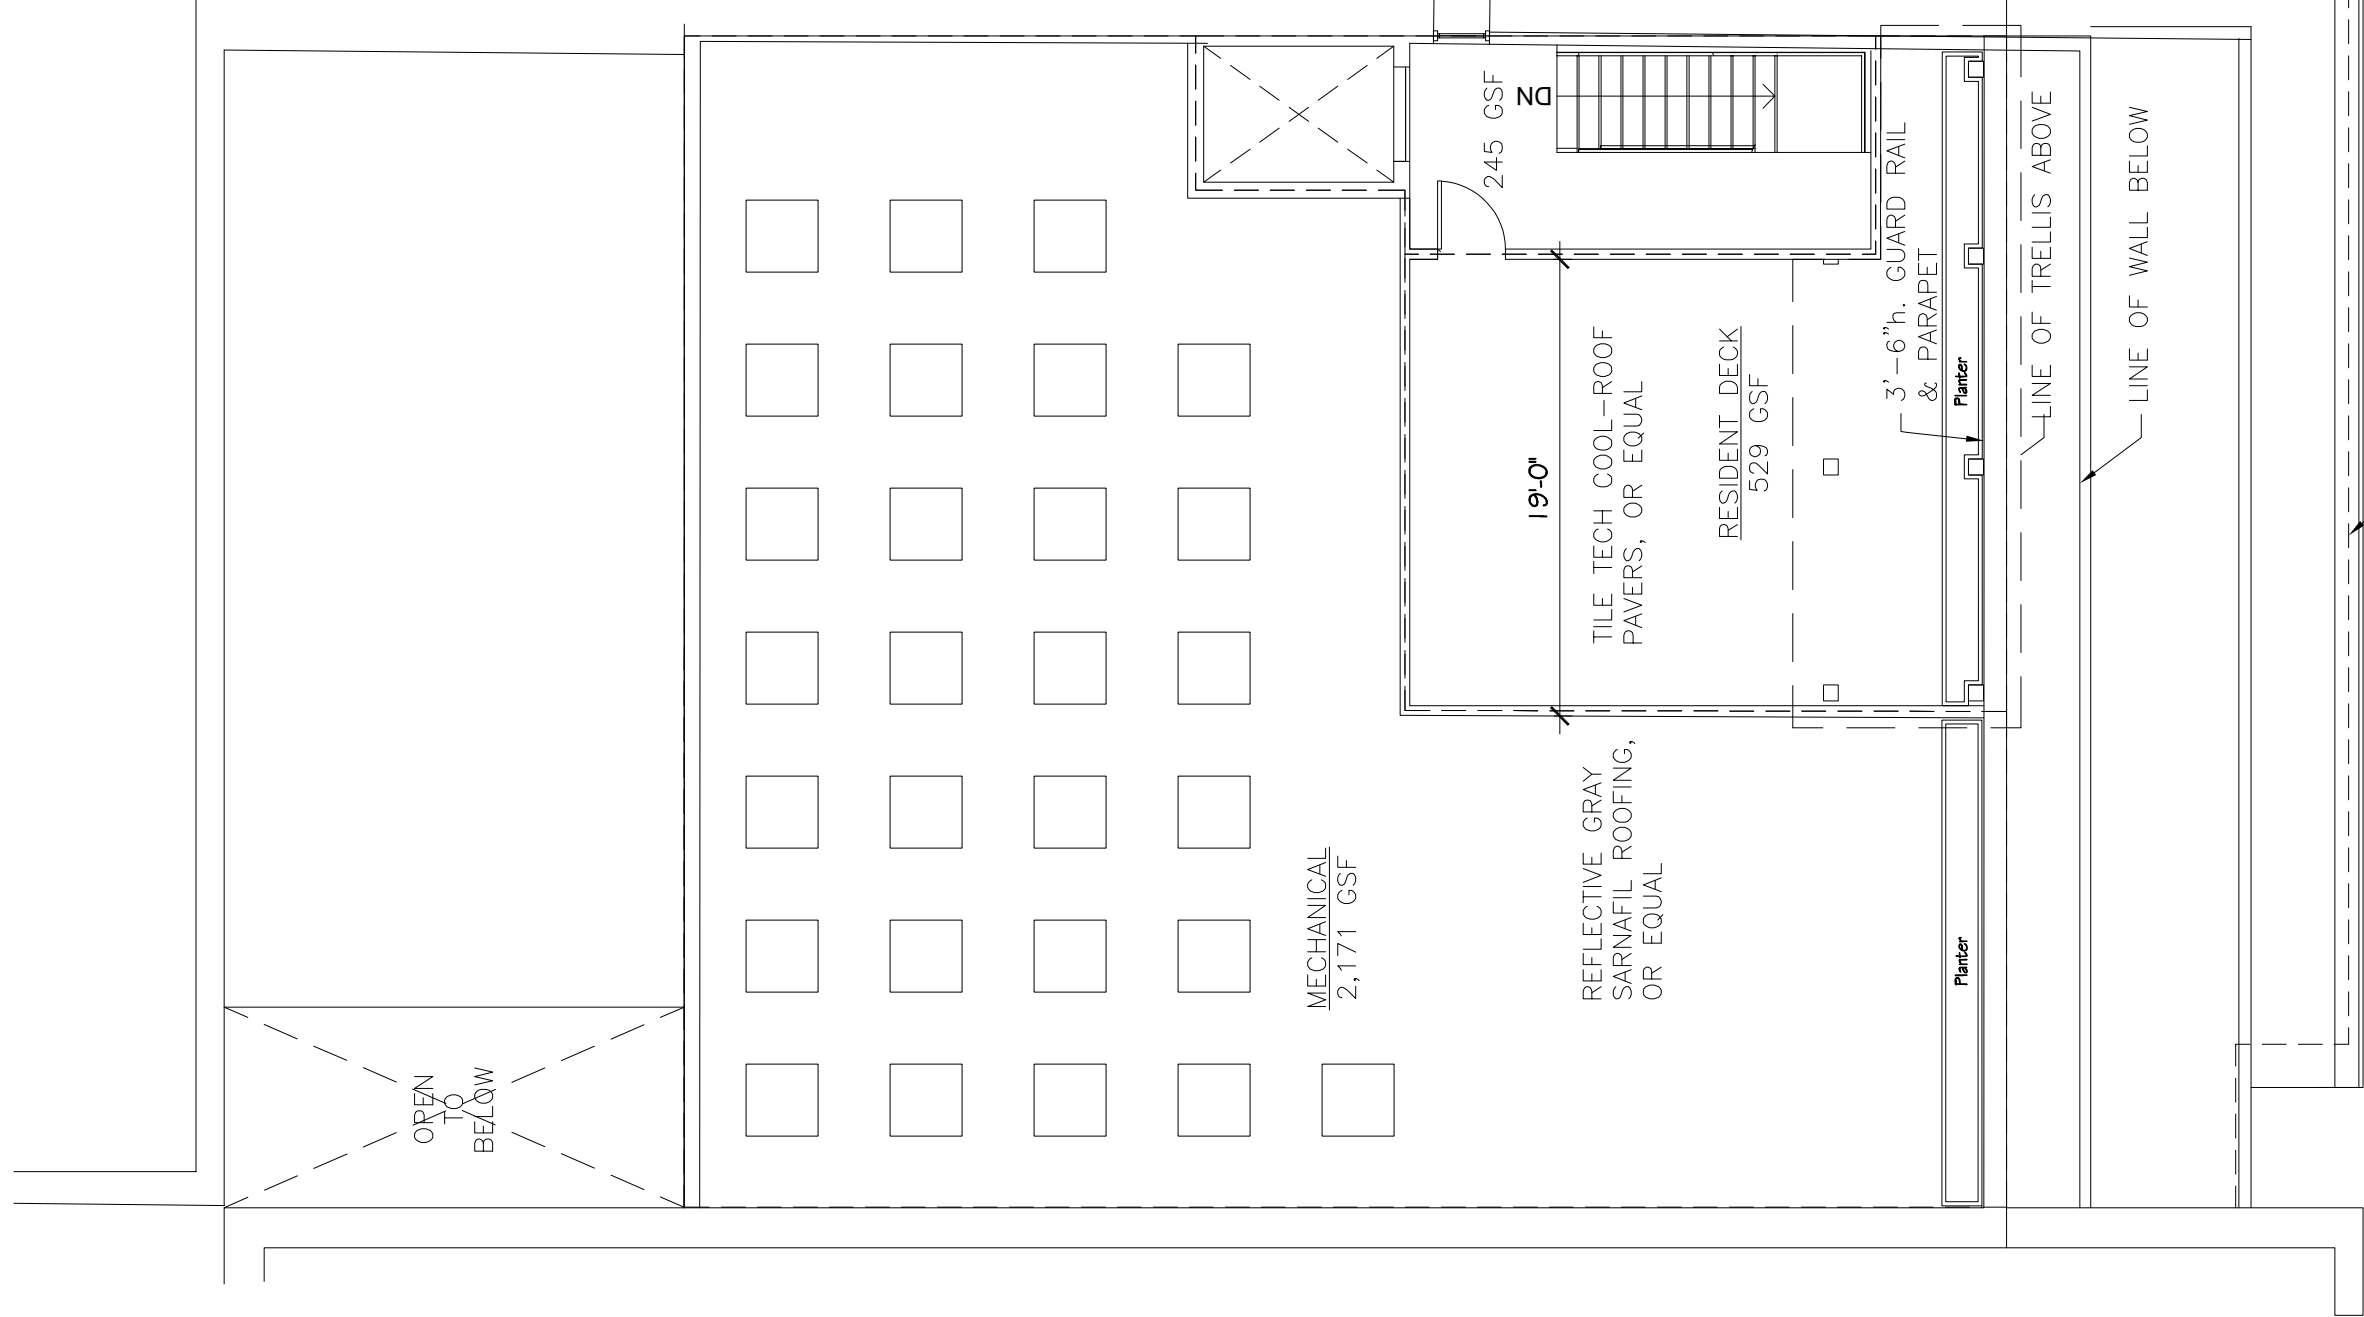 OPEN
TO
BELOW
MECHANICAL
2,171 GSF
REFLECTIVE GRAY
SARNAFIL ROOFING,
OR EQUAL
245 GSF
DN
19'-0"
TILE TECH COOL-ROOF
PAVERS, OR EQUAL
RESIDENT DECK
529 GSF
3'-6"h. GUARD RAIL
& PARAPET
Planter
Planter
LINE OF TRELLIS ABOVE
LINE OF WALL BELOW